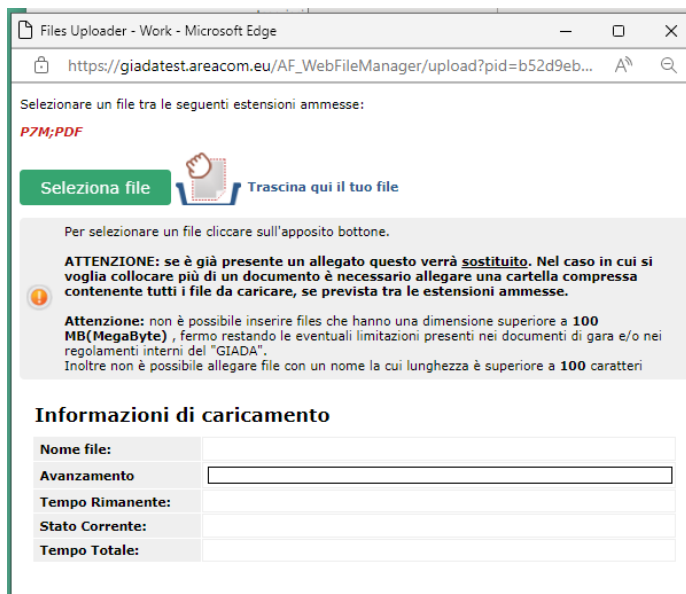 Files Uploader - Work - Microsoft Edge
https://giadatest.areacom.eu/AF_WebFileManager/upload?pid=b52d9eb...
Selezionare un file tra le seguenti estensioni ammesse:
P7M;PDF
Seleziona file
Trascina qui il tuo file
Per selezionare un file cliccare sull'apposito bottone.
ATTENZIONE: se è già presente un allegato questo verrà sostituito. Nel caso in cui si
voglia collocare più di un documento è necessario allegare una cartella compressa
contenente tutti i file da caricare, se prevista tra le estensioni ammesse.
Attenzione: non è possibile inserire files che hanno una dimensione superiore a 100
MB(MegaByte) , fermo restando le eventuali limitazioni presenti nei documenti di gara e/o nei
regolamenti interni del "GIADA".
Inoltre non è possibile allegare file con un nome la cui lunghezza è superiore a 100 caratteri
Informazioni di caricamento
Nome file:
Avanzamento
Tempo Rimanente:
Stato Corrente:
Tempo Totale: